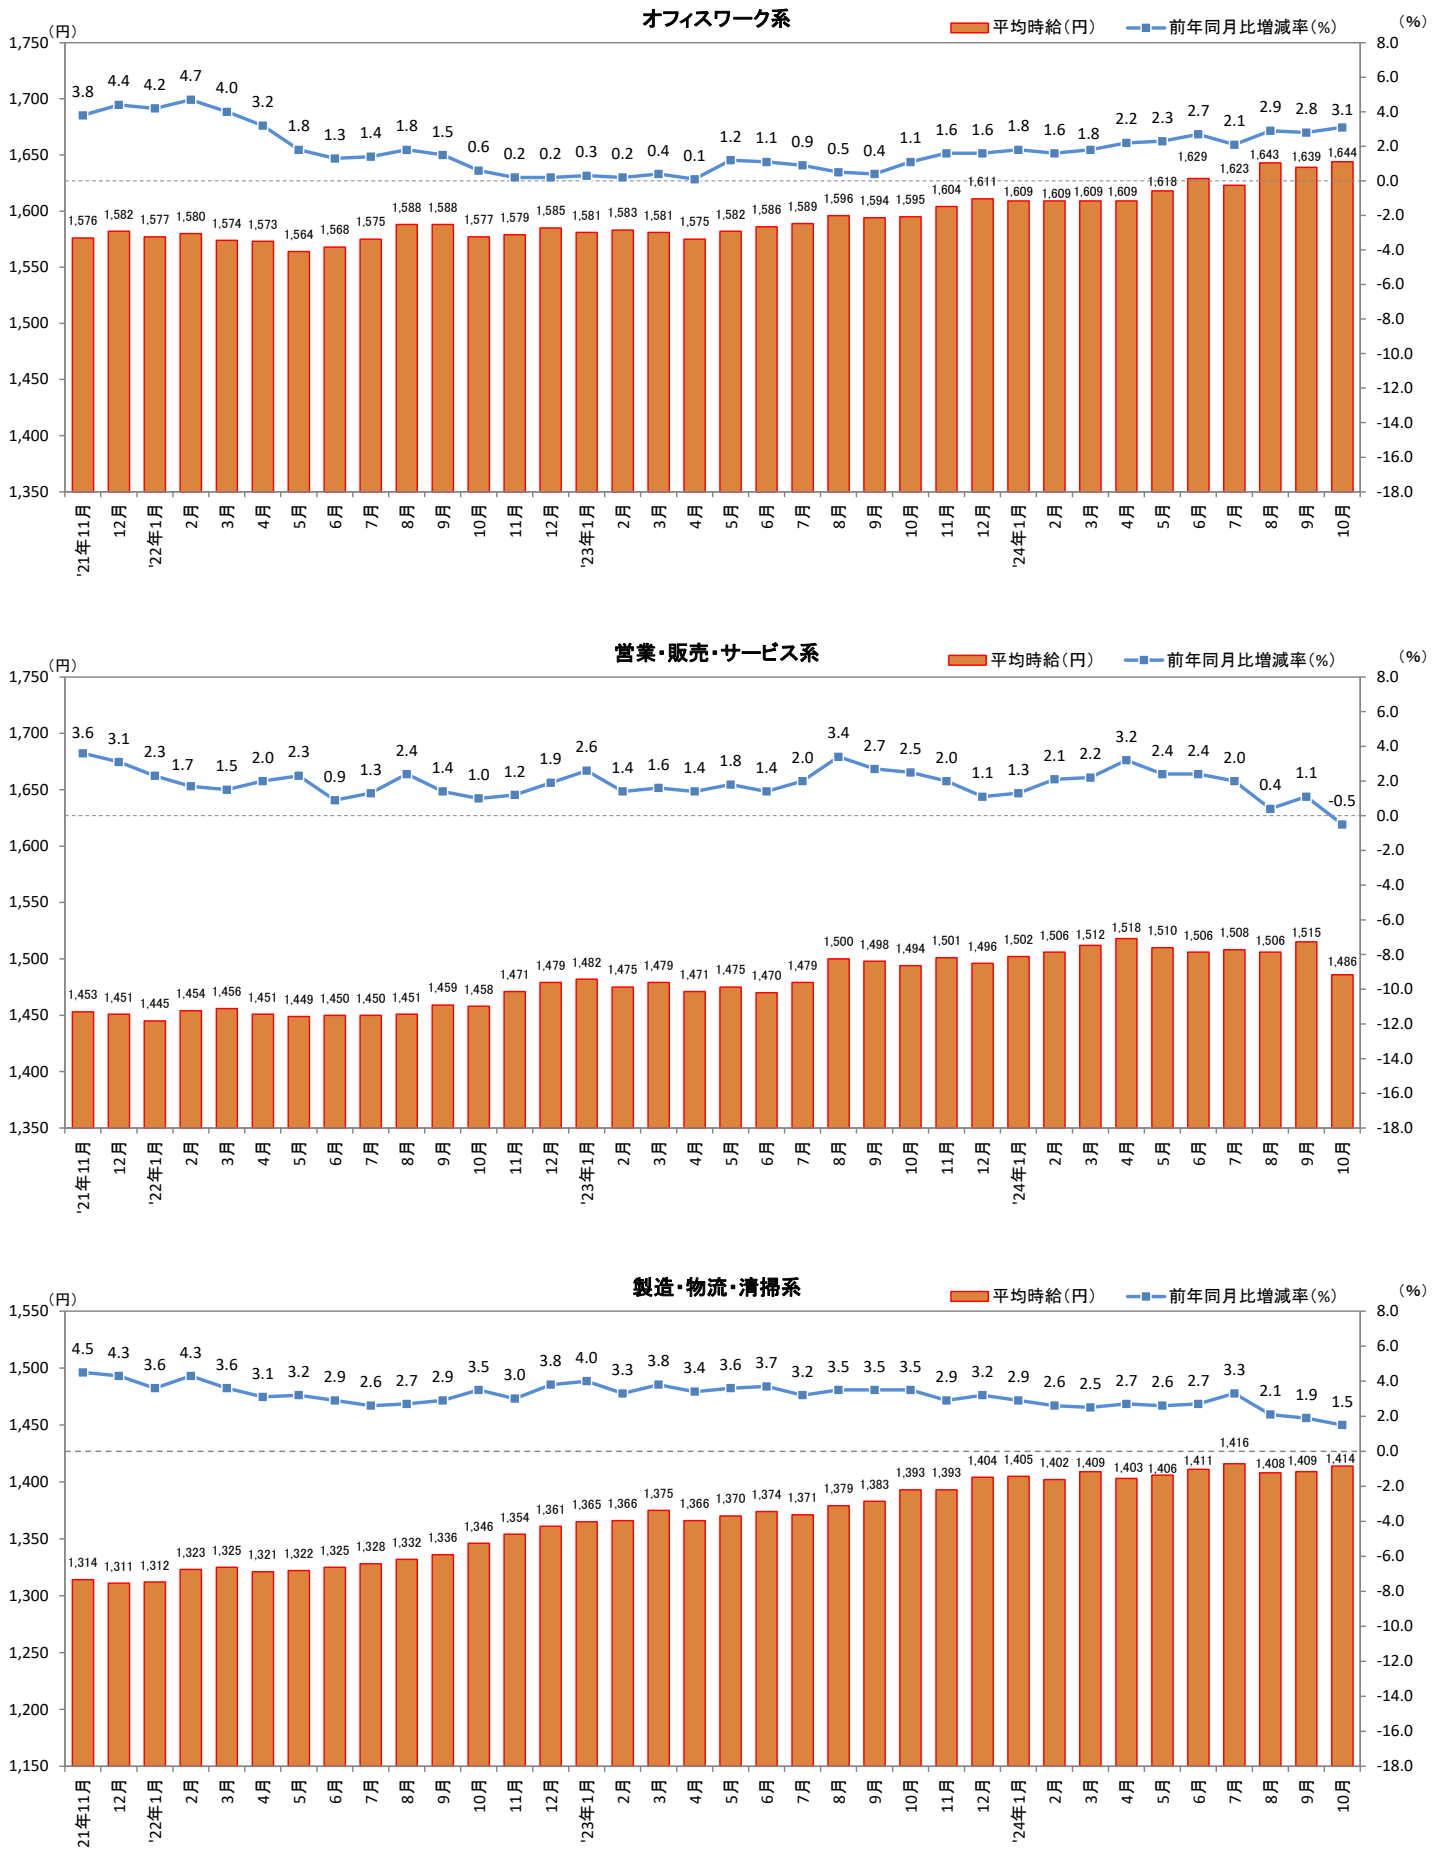 オフィスワーク系
(円)
平均時給(円) 前年同月比増減率(%)
(%)
1,750 1,700 1,650 1,600 1,550 1,500 1,450 1,400 1,350
8.0 6.0 4.0 2.0 0.0 -2.0 -4.0 -6.0 -8.0 -10.0 -12.0 -14.0 -16.0 -18.0
3.8 4.4 4.2 4.7 4.0 3.2 1.8 1.3 1.4 1.8 1.5 0.6 0.2 0.2 0.3 0.2 0.4 0.1 1.2 1.1 0.9 0.5 0.4 1.1 1.6 1.6 1.8 1.6 1.8 2.2 2.3 2.7 2.1 2.9 2.8 3.1
1,576 1,582 1,577 1,580 1,574 1,573 1,564 1,568 1,575 1,588 1,588 1,577 1,579 1,585 1,581 1,583 1,581 1,575 1,582 1,586 1,589 1,596 1,594 1,595 1,604 1,611 1,609 1,609 1,609 1,609 1,618 1,629 1,623 1,643 1,639 1,644
'21年11月 12月 '22年1月 2月 3月 4月 5月 6月 7月 8月 9月 10月 11月 12月 '23年1月 2月 3月 4月 5月 6月 7月 8月 9月 10月 11月 12月 '24年1月 2月 3月 4月 5月 6月 7月 8月 9月 10月
営業・販売・サービス系
(円)
平均時給(円) 前年同月比増減率(%)
(%)
1,750 1,700 1,650 1,600 1,550 1,500 1,450 1,400 1,350
8.0 6.0 4.0 2.0 0.0 -2.0 -4.0 -6.0 -8.0 -10.0 -12.0 -14.0 -16.0 -18.0
3.6 3.1 2.3 1.7 1.5 2.0 2.3 0.9 1.3 2.4 1.4 1.0 1.2 1.9 2.6 1.4 1.6 1.4 1.8 1.4 2.0 3.4 2.7 2.5 2.0 1.1 1.3 2.1 2.2 3.2 2.4 2.4 2.0 0.4 1.1 -0.5
1,453 1,451 1,445 1,454 1,456 1,451 1,449 1,450 1,450 1,451 1,459 1,458 1,471 1,479 1,482 1,475 1,479 1,471 1,475 1,470 1,479 1,500 1,498 1,494 1,501 1,496 1,502 1,506 1,512 1,518 1,510 1,506 1,508 1,506 1,515 1,486
'21年11月 12月 '22年1月 2月 3月 4月 5月 6月 7月 8月 9月 10月 11月 12月 '23年1月 2月 3月 4月 5月 6月 7月 8月 9月 10月 11月 12月 '24年1月 2月 3月 4月 5月 6月 7月 8月 9月 10月
製造・物流・清掃系
(円)
平均時給(円) 前年同月比増減率(%)
(%)
1,550 1,500 1,450 1,400 1,350 1,300 1,250 1,200 1,150
8.0 6.0 4.0 2.0 0.0 -2.0 -4.0 -6.0 -8.0 -10.0 -12.0 -14.0 -16.0 -18.0
4.5 4.3 3.6 4.3 3.6 3.1 3.2 2.9 2.6 2.7 2.9 3.5 3.0 3.8 4.0 3.3 3.8 3.4 3.6 3.7 3.2 3.5 3.5 3.5 2.9 3.2 2.9 2.6 2.5 2.7 2.6 2.7 3.3 2.1 1.9 1.5
1,314 1,311 1,312 1,323 1,325 1,321 1,322 1,325 1,328 1,332 1,336 1,346 1,354 1,361 1,365 1,366 1,375 1,366 1,370 1,374 1,371 1,379 1,383 1,393 1,393 1,404 1,405 1,402 1,409 1,403 1,406 1,411 1,416 1,408 1,409 1,414
21年11月 12月 '22年1月 2月 3月 4月 5月 6月 7月 8月 9月 10月 11月 12月 '23年1月 2月 3月 4月 5月 6月 7月 8月 9月 10月 11月 12月 '24年1月 2月 3月 4月 5月 6月 7月 8月 9月 10月